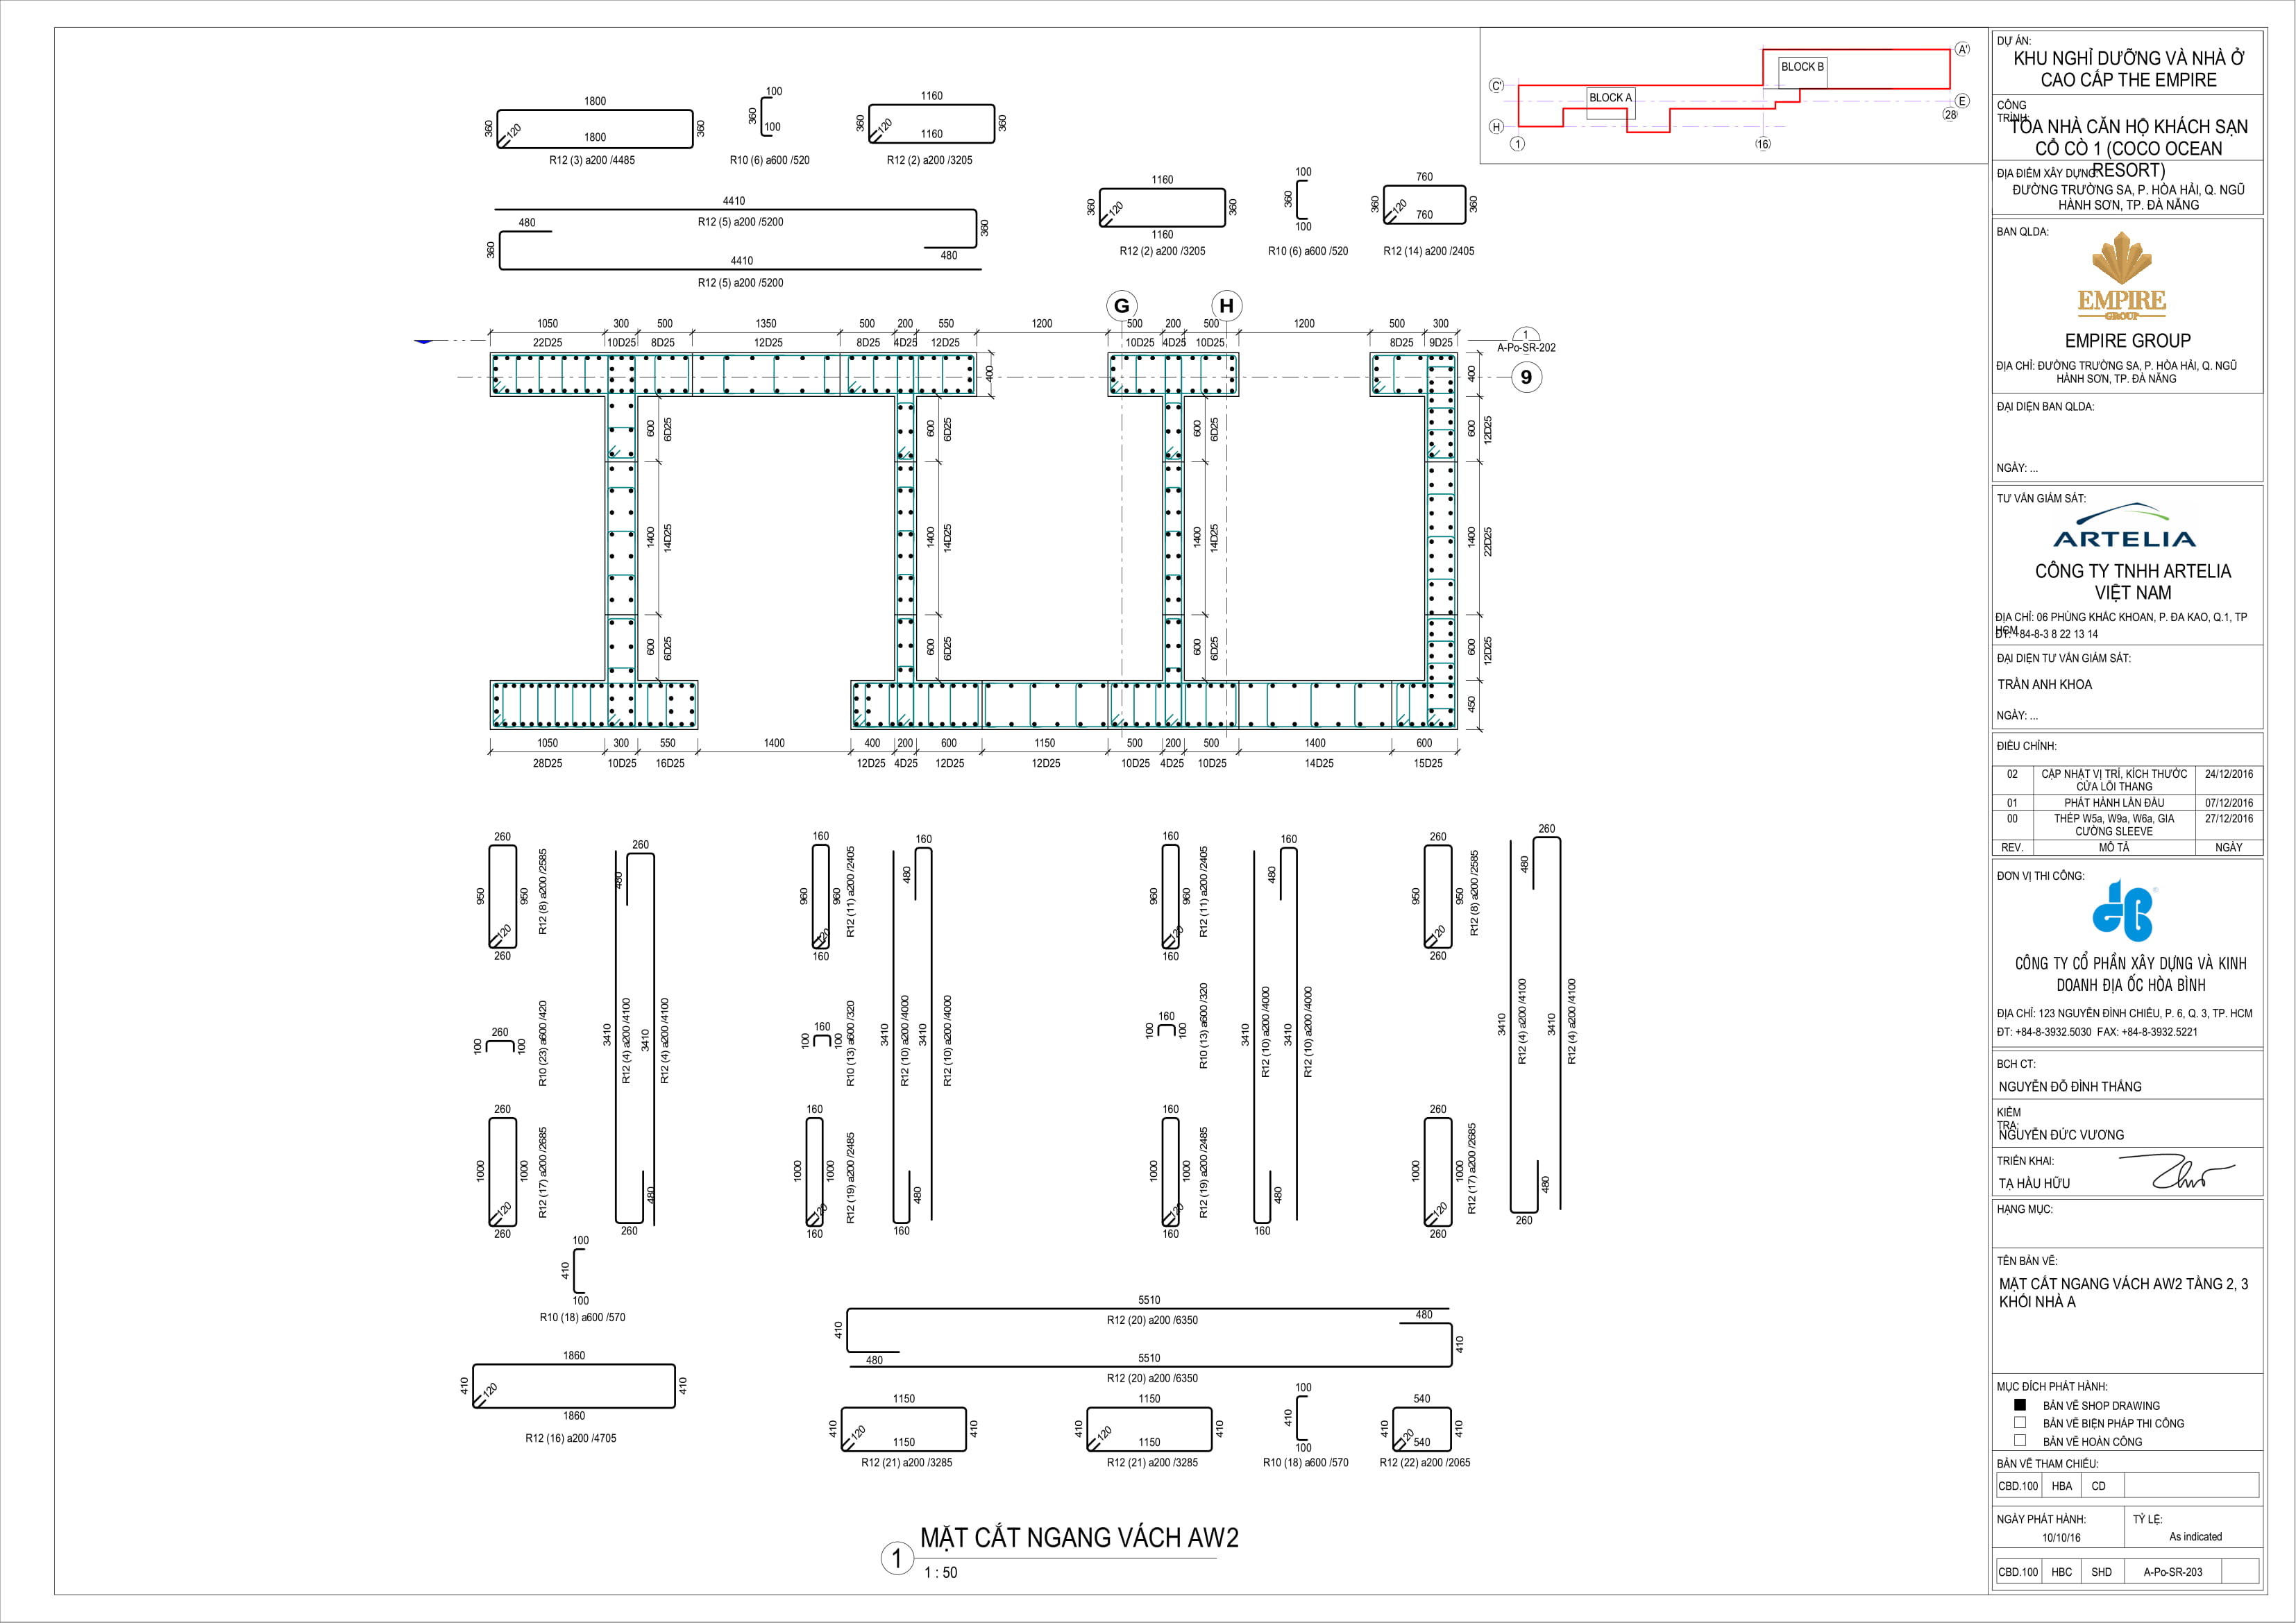 1800
360
120
1800
360
R12 (3) a200 /4485
100
360
100
R10 (6) a600 /520
1160
360
120
1160
360
R12 (2) a200 /3205
4410
R12 (5) a200 /5200
480
360
360
480
4410
R12 (5) a200 /5200
1160
360
120
360
1160
R12 (2) a200 /3205
100
360
100
R10 (6) a600 /520
760
360
120
760
360
R12 (14) a200 /2405
BLOCK B
BLOCK A
A'
C'
E
H
1
(16)
(28)
G
H
1050 300 500 1350 500 200 550 1200 500 200 500 1200 500 300
22D25 10D25 8D25 12D25 8D25 4D25 12D25 10D25 4D25 10D25 8D25 9D25
1
A-Po-SR-202
9
400
400
600 6D25
600 6D25
600 6D25
600 12D25
1400 14D25
1400 14D25
1400 14D25
1400 22D25
600 6D25
600 6D25
600 6D25
600 12D25
450
1050 300 550 1400 400 200 600 1150 500 200 500 1400 600
28D25 10D25 16D25 12D25 4D25 12D25 12D25 10D25 4D25 10D25 14D25 15D25
260
950
950
120
260
R12 (8) a200 /2585
260
100
100
R10 (23) a600 /420
260
1000
1000
120
260
R12 (17) a200 /2685
260
480
3410
R12 (4) a200 /4100
3410
R12 (4) a200 /4100
480
260
160
960
960
120
160
R12 (11) a200 /2405
160
100
100
R10 (13) a600 /320
160
1000
1000
120
160
R12 (19) a200 /2485
160
480
3410
R12 (10) a200 /4000
3410
R12 (10) a200 /4000
480
160
160
960
960
120
160
R12 (11) a200 /2405
160
100
100
R10 (13) a600 /320
160
1000
1000
120
160
R12 (19) a200 /2485
160
480
3410
R12 (10) a200 /4000
3410
R12 (10) a200 /4000
480
160
260
950
950
120
260
R12 (8) a200 /2585
260
1000
1000
120
260
R12 (17) a200 /2685
260
480
3410
R12 (4) a200 /4100
3410
R12 (4) a200 /4100
480
260
100
410
100
R10 (18) a600 /570
1860
410
120
410
1860
R12 (16) a200 /4705
5510
R12 (20) a200 /6350
480
410
410
480
5510
R12 (20) a200 /6350
1150
410
120
1150
410
R12 (21) a200 /3285
1150
410
120
1150
410
R12 (21) a200 /3285
100
410
100
R10 (18) a600 /570
540
410
120
540
410
R12 (22) a200 /2065
1
MẶT CẮT NGANG VÁCH AW2
1 : 50
DỰ ÁN:
KHU NGHỈ DƯỠNG VÀ NHÀ Ở
CAO CẤP THE EMPIRE
CÔNG
TRÌNH:
TÒA NHÀ CĂN HỘ KHÁCH SẠN
CỔ CÒ 1 (COCO OCEAN
RESORT)
ĐỊA ĐIỂM XÂY DỰNG:
ĐƯỜNG TRƯỜNG SA, P. HÒA HẢI, Q. NGŨ
HÀNH SƠN, TP. ĐÀ NẴNG
BAN QLDA:
EMPIRE
GROUP
EMPIRE GROUP
ĐỊA CHỈ: ĐƯỜNG TRƯỜNG SA, P. HÒA HẢI, Q. NGŨ
HÀNH SƠN, TP. ĐÀ NẴNG
ĐẠI DIỆN BAN QLDA:
NGÀY: ...
TƯ VẤN GIÁM SÁT:
ARTELIA
CÔNG TY TNHH ARTELIA
VIỆT NAM
ĐỊA CHỈ: 06 PHÙNG KHẮC KHOAN, P. ĐA KAO, Q.1, TP
HCM
ĐT: +84-8-3 8 22 13 14
ĐẠI DIỆN TƯ VẤN GIÁM SÁT:
TRẦN ANH KHOA
NGÀY: ...
ĐIỀU CHỈNH:
02 CẬP NHẬT VỊ TRÍ, KÍCH THƯỚC 24/12/2016
CỬA LÕI THANG
01 PHÁT HÀNH LẦN ĐẦU 07/12/2016
00 THÉP W5a, W9a, W6a, GIA 27/12/2016
CƯỜNG SLEEVE
REV. MÔ TẢ NGÀY
ĐƠN VỊ THI CÔNG:
CÔNG TY CỔ PHẦN XÂY DỰNG VÀ KINH
DOANH ĐỊA ỐC HÒA BÌNH
ĐỊA CHỈ: 123 NGUYỄN ĐÌNH CHIỂU, P. 6, Q. 3, TP. HCM
ĐT: +84-8-3932.5030 FAX: +84-8-3932.5221
BCH CT:
NGUYỄN ĐỖ ĐÌNH THẮNG
KIỂM
TRA:
NGUYỄN ĐỨC VƯƠNG
TRIỂN KHAI:
TẠ HẦU HỮU
HẠNG MỤC:
TÊN BẢN VẼ:
MẶT CẮT NGANG VÁCH AW2 TẦNG 2, 3
KHỐI NHÀ A
MỤC ĐÍCH PHÁT HÀNH:
BẢN VẼ SHOP DRAWING
BẢN VẼ BIỆN PHÁP THI CÔNG
BẢN VẼ HOÀN CÔNG
BẢN VẼ THAM CHIẾU:
CBD.100 HBA CD
NGÀY PHÁT HÀNH: TỶ LỆ:
10/10/16 As indicated
CBD.100 HBC SHD A-Po-SR-203